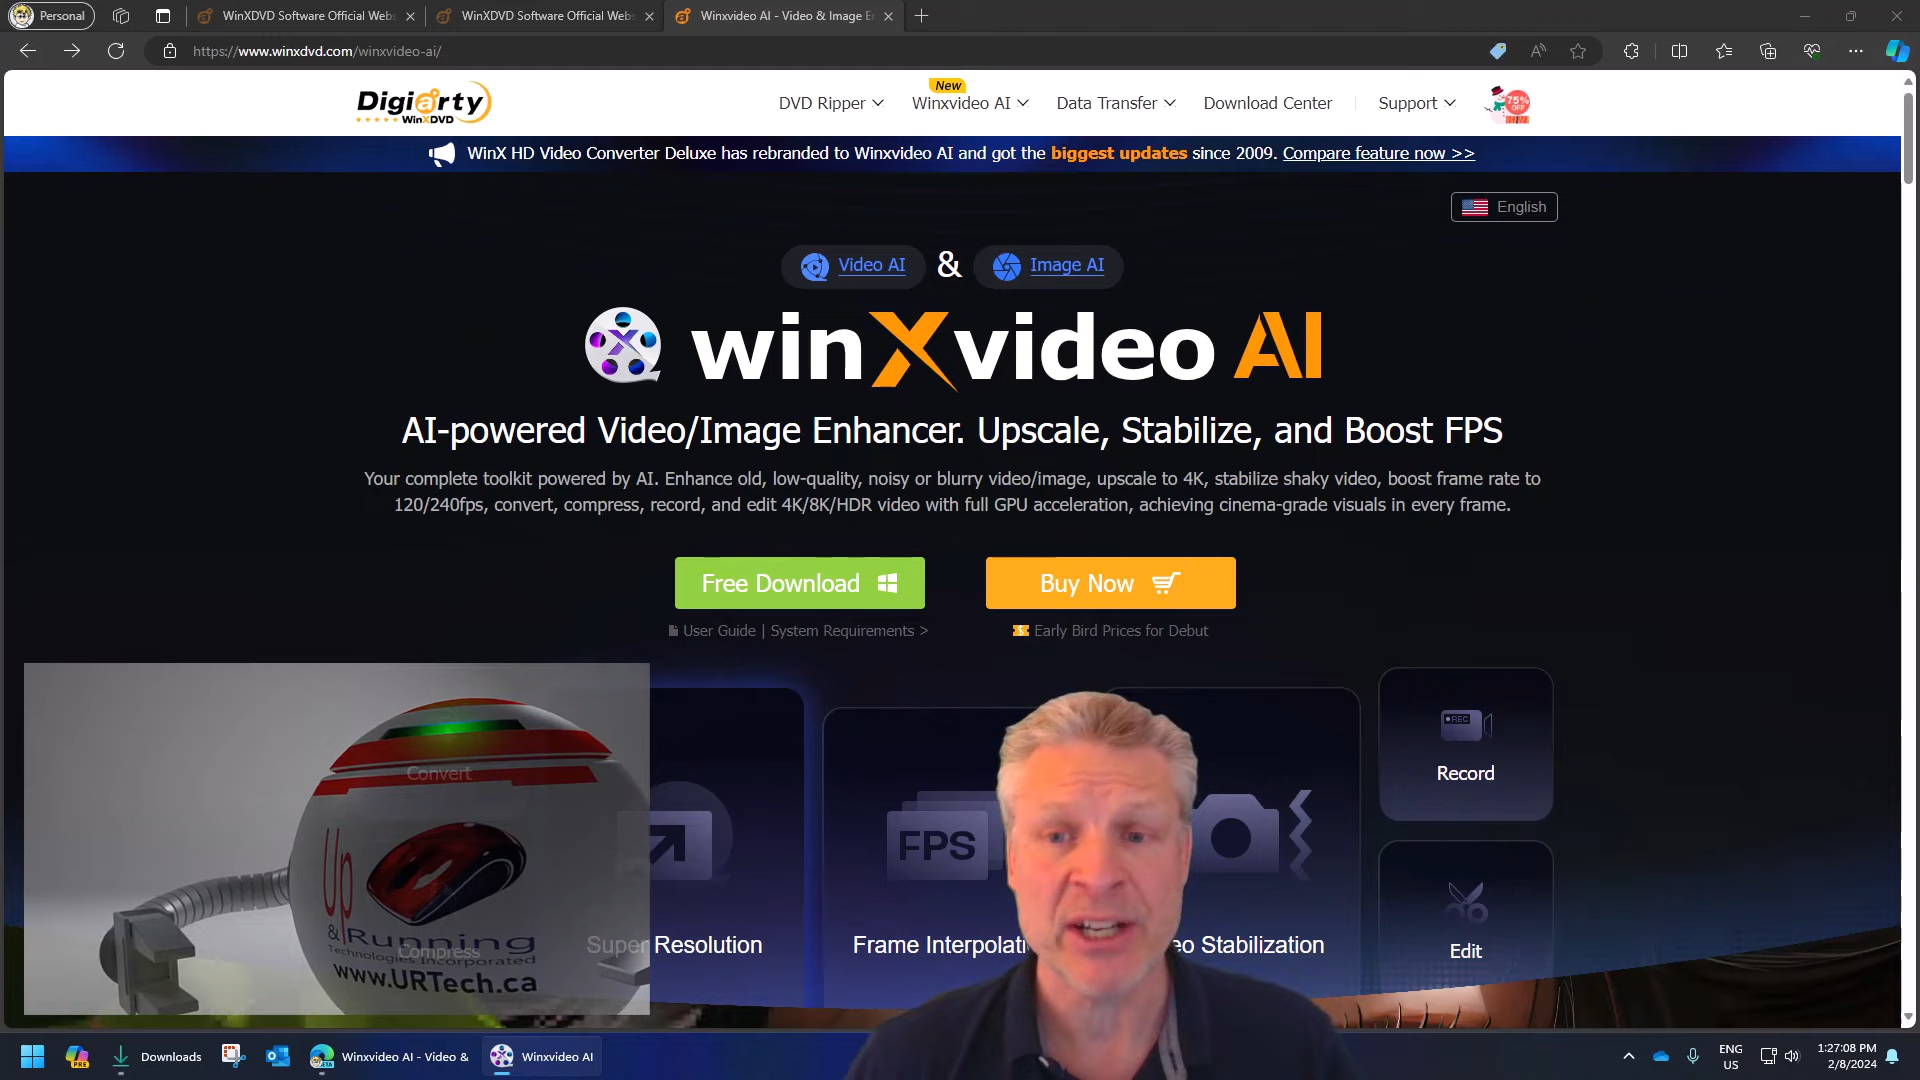 Personal
WinXDVD Software Official Webs
WinXDVD Software Official Webs
Winxvideo AI - Video & Image E
https://www.winxdvd.com/winxvideo-ai/
Digiarty
WinXDVD
DVD Ripper
New
Winxvideo AI
Data Transfer
Download Center
Support
75%
OFF
WinX HD Video Converter Deluxe has rebranded to Winxvideo AI and got the biggest updates since 2009. Compare feature now >>
English
Video AI & Image AI
winXvideo AI
AI-powered Video/Image Enhancer. Upscale, Stabilize, and Boost FPS
Your complete toolkit powered by AI. Enhance old, low-quality, noisy or blurry video/image, upscale to 4K, stabilize shaky video, boost frame rate to
120/240fps, convert, compress, record, and edit 4K/8K/HDR video with full GPU acceleration, achieving cinema-grade visuals in every frame.
Free Download
Buy Now
User Guide | System Requirements >
Early Bird Prices for Debut
Convert
Compress
Up
& Running
Technologies Incorporated
www.URTech.ca
Super Resolution
FPS
Frame Interpolati
eo Stabilization
REC
Record
Edit
PRE
Downloads
BETA
Winxvideo AI - Video &
Winxvideo AI
ENG
US
1:27:08 PM
2/8/2024